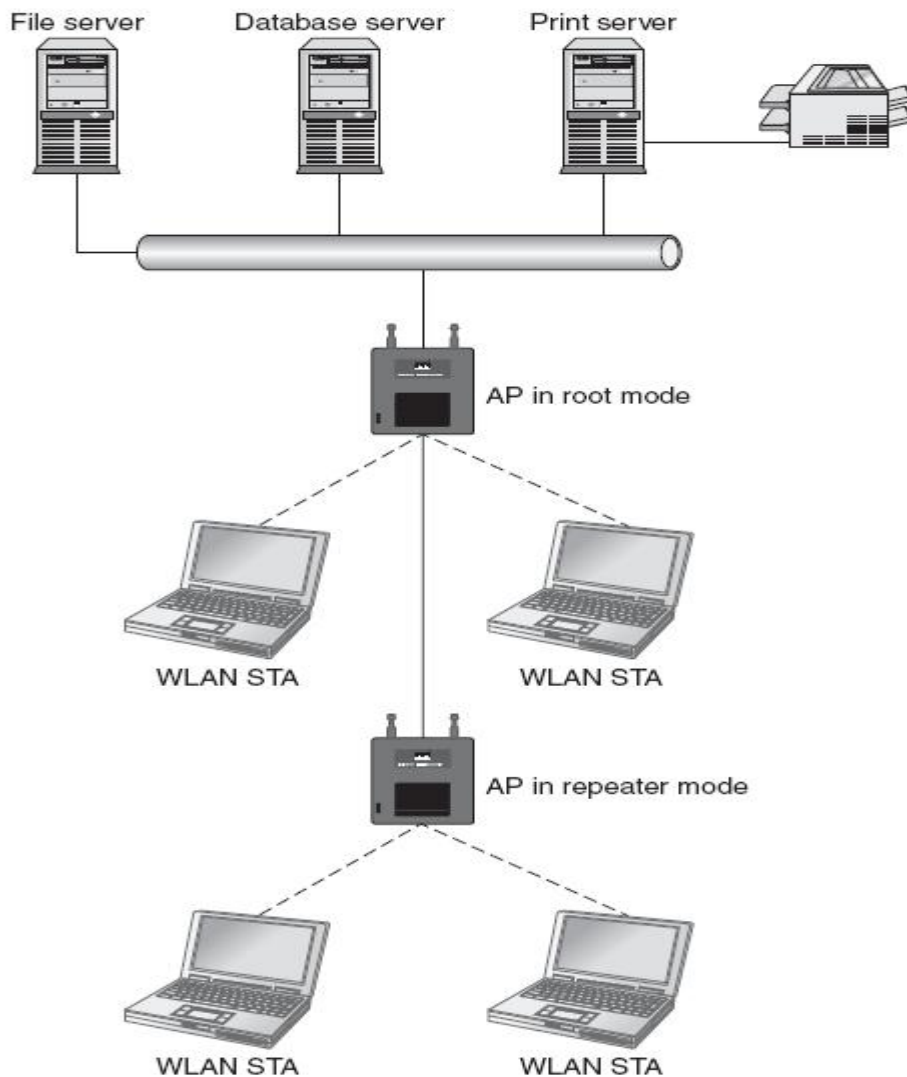 File server
Database server
Print server
AP in root mode
WLAN STA
WLAN STA
AP in repeater mode
WLAN STA
WLAN STA